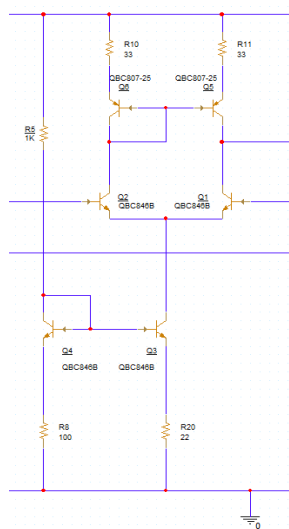 R10
33
R11
33
QBC807-25
Q6
QBC807-25
Q5
R5
1K
Q2
QBC846B
Q1
QBC846B
Q4
QBC846B
Q3
QBC846B
R8
100
R20
22
0